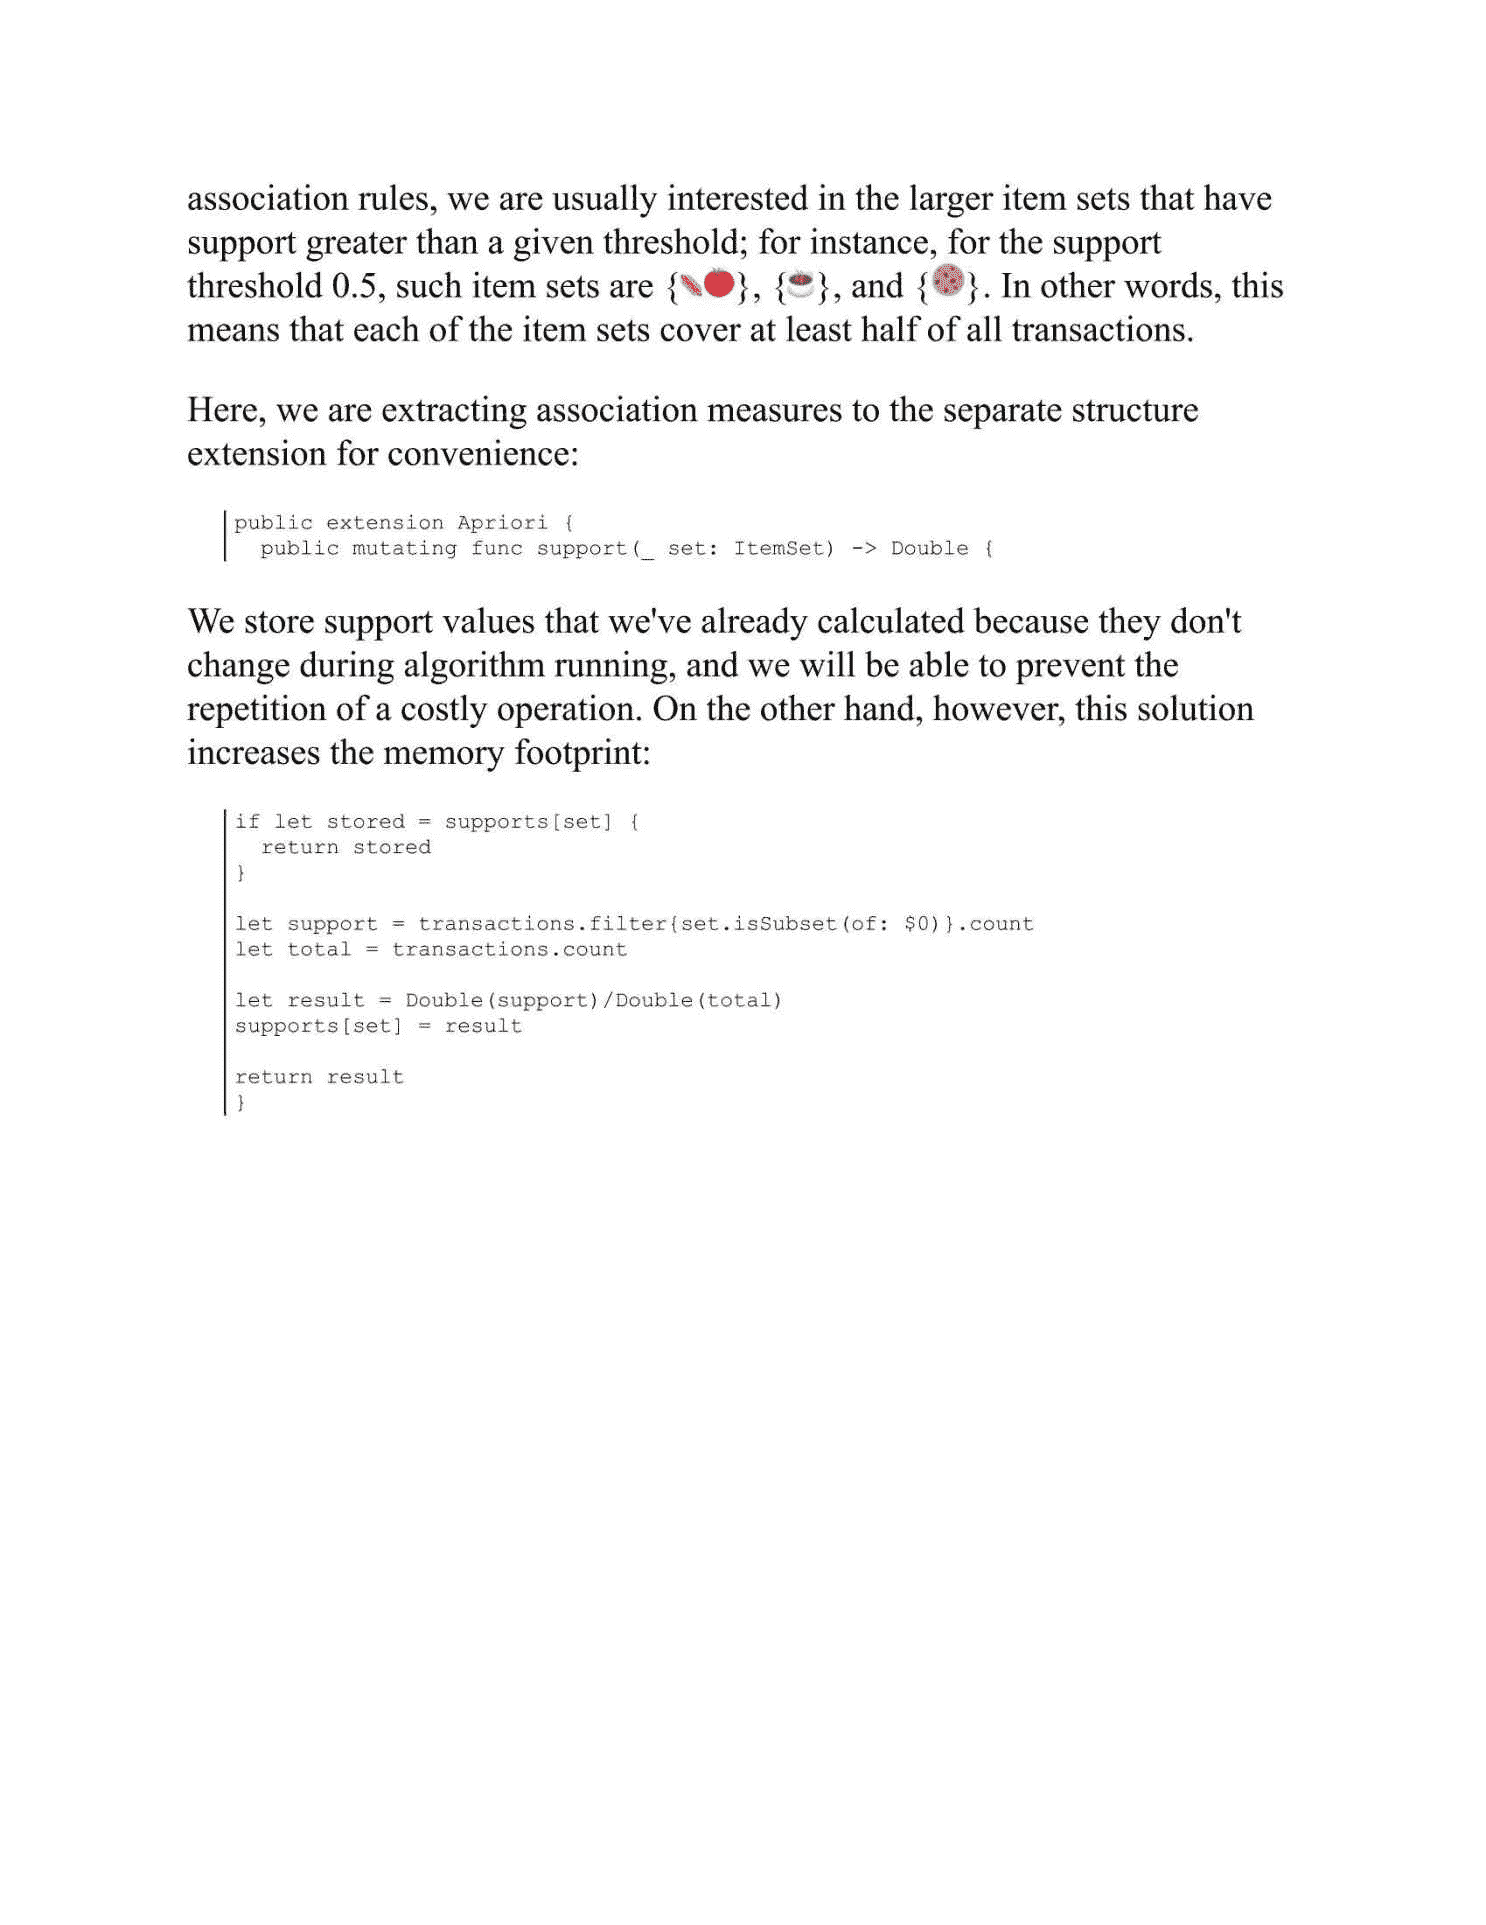 association rules, we are usually interested in the larger item sets that have
support greater than a given threshold; for instance, for the support
threshold 0.5, such item sets are {🥓🍎}, {☕}, and {🍪}. In other words, this
means that each of the item sets cover at least half of all transactions.
Here, we are extracting association measures to the separate structure
extension for convenience:
public extension Apriori {
  public mutating func support(_ set: ItemSet) -> Double {
We store support values that we've already calculated because they don't
change during algorithm running, and we will be able to prevent the
repetition of a costly operation. On the other hand, however, this solution
increases the memory footprint:
if let stored = supports[set] {
  return stored
}
let support = transactions.filter{set.isSubset(of: $0)}.count
let total = transactions.count
let result = Double(support)/Double(total)
supports[set] = result
return result
}